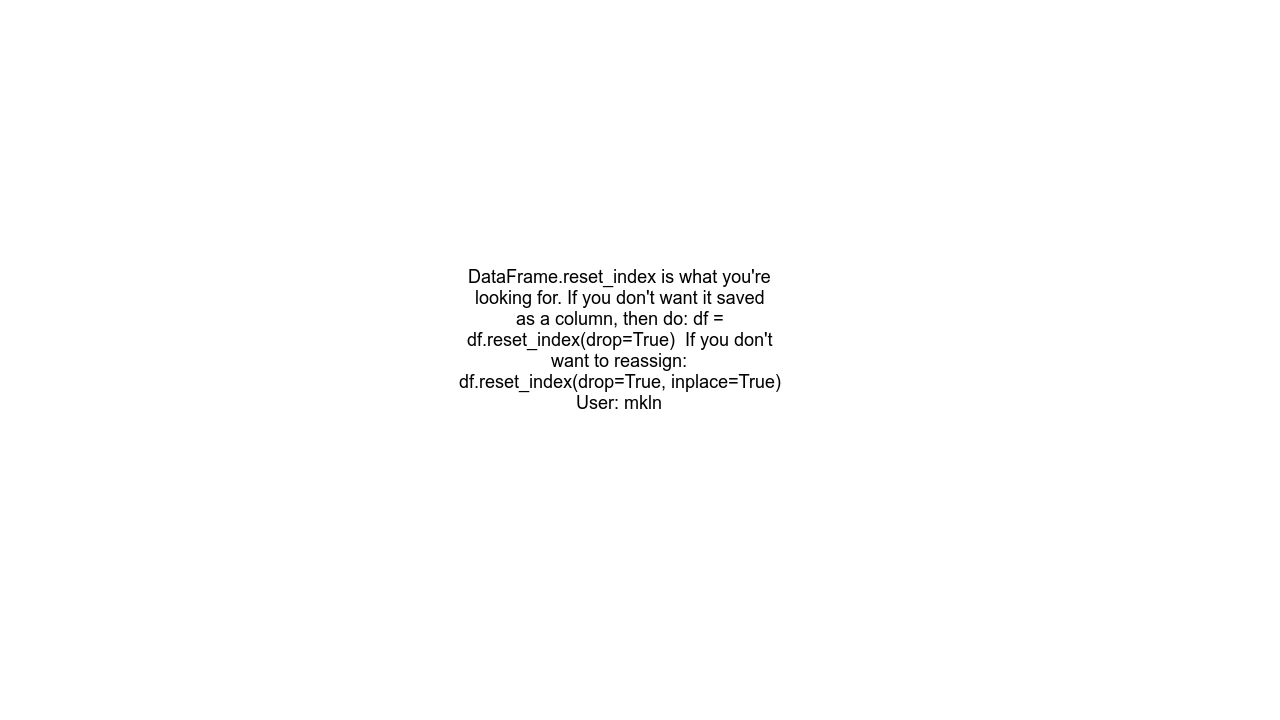 DataFrame.reset_index is what you're
looking for. If you don't want it saved
as a column, then do: df =
df.reset_index(drop=True)  If you don't
want to reassign:
df.reset_index(drop=True, inplace=True)
User: mkln